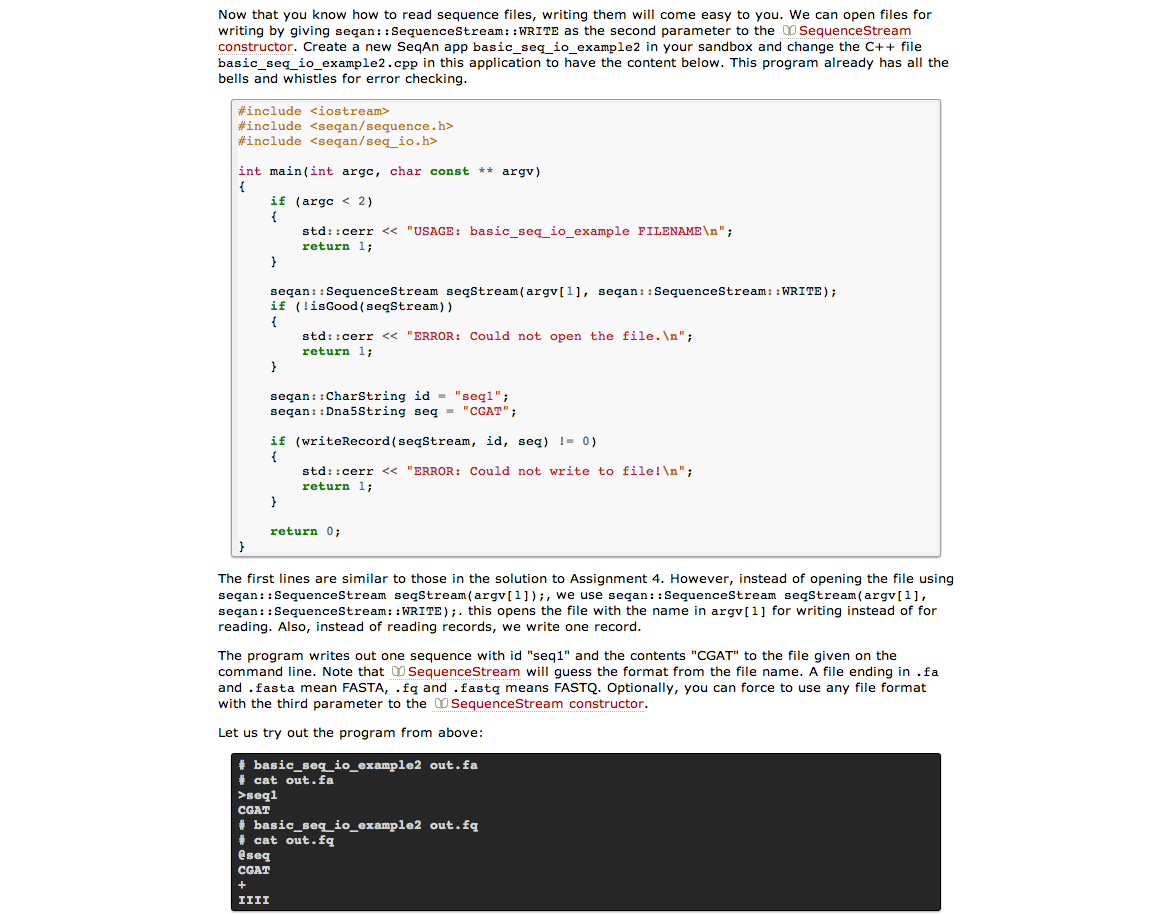 Now that you know how to read sequence files, writing them will come easy to you. We can open files for
writing by giving seqan::SequenceStream::WRITE as the second parameter to the SequenceStream
constructor. Create a new SeqAn app basic_seq_io_example2 in your sandbox and change the C++ file
basic_seq_io_example2.cpp in this application to have the content below. This program already has all the
bells and whistles for error checking.
#include <iostream>
#include <seqan/sequence.h>
#include <seqan/seq_io.h>
int main(int argc, char const ** argv)
{
    if (argc < 2)
    {
        std::cerr << "USAGE: basic_seq_io_example FILENAME\n";
        return 1;
    }
    seqan::SequenceStream seqStream(argv[1], seqan::SequenceStream::WRITE);
    if (!isGood(seqStream))
    {
        std::cerr << "ERROR: Could not open the file.\n";
        return 1;
    }
    seqan::CharString id = "seq1";
    seqan::Dna5String seq = "CGAT";
    if (writeRecord(seqStream, id, seq) != 0)
    {
        std::cerr << "ERROR: Could not write to file!\n";
        return 1;
    }
    return 0;
}
The first lines are similar to those in the solution to Assignment 4. However, instead of opening the file using
seqan::SequenceStream seqStream(argv[1]);, we use seqan::SequenceStream seqStream(argv[1],
seqan::SequenceStream::WRITE);. this opens the file with the name in argv[1] for writing instead of for
reading. Also, instead of reading records, we write one record.
The program writes out one sequence with id "seq1" and the contents "CGAT" to the file given on the
command line. Note that SequenceStream will guess the format from the file name. A file ending in .fa
and .fasta mean FASTA, .fq and .fastq means FASTQ. Optionally, you can force to use any file format
with the third parameter to the SequenceStream constructor.
Let us try out the program from above:
# basic_seq_io_example2 out.fa
# cat out.fa
>seq1
CGAT
# basic_seq_io_example2 out.fq
# cat out.fq
@seq
CGAT
+
IIII